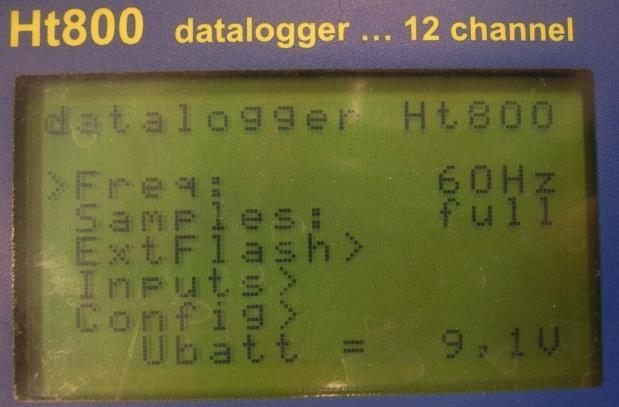 Ht800 datalogger ... 12 channel
datalogger Ht800
>Freq: 60Hz
Samples: full
ExtFlash>
Inputs>
Config>
Ubatt = 9.1V